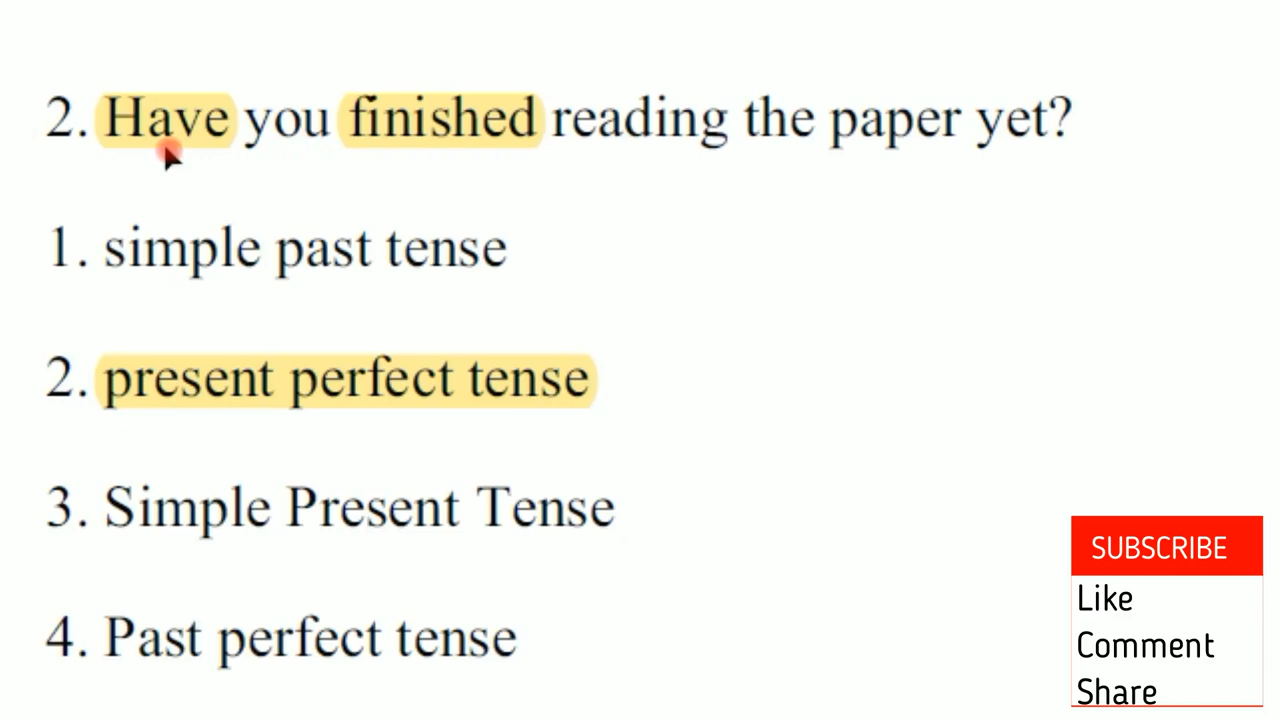 2. Have you finished reading the paper yet?
1. simple past tense
2. present perfect tense
3. Simple Present Tense
4. Past perfect tense
SUBSCRIBE
Like
Comment
Share